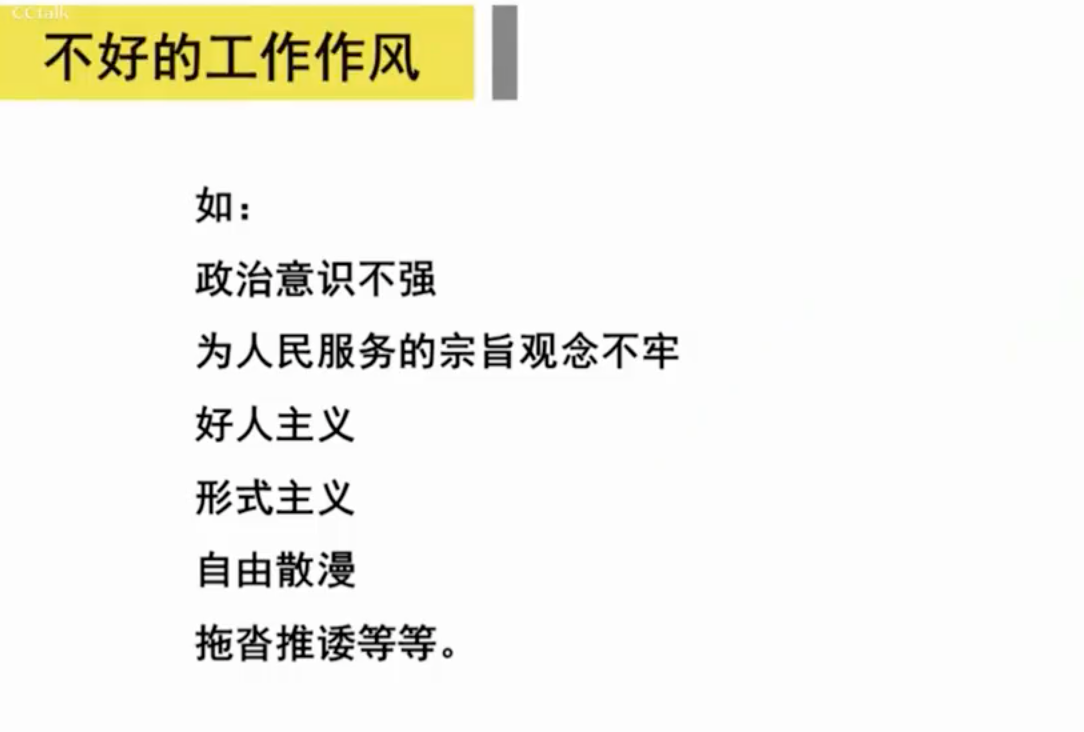 CCtalk
不好的工作作风
如：
政治意识不强
为人民服务的宗旨观念不牢
好人主义
形式主义
自由散漫
拖沓推诿等等。